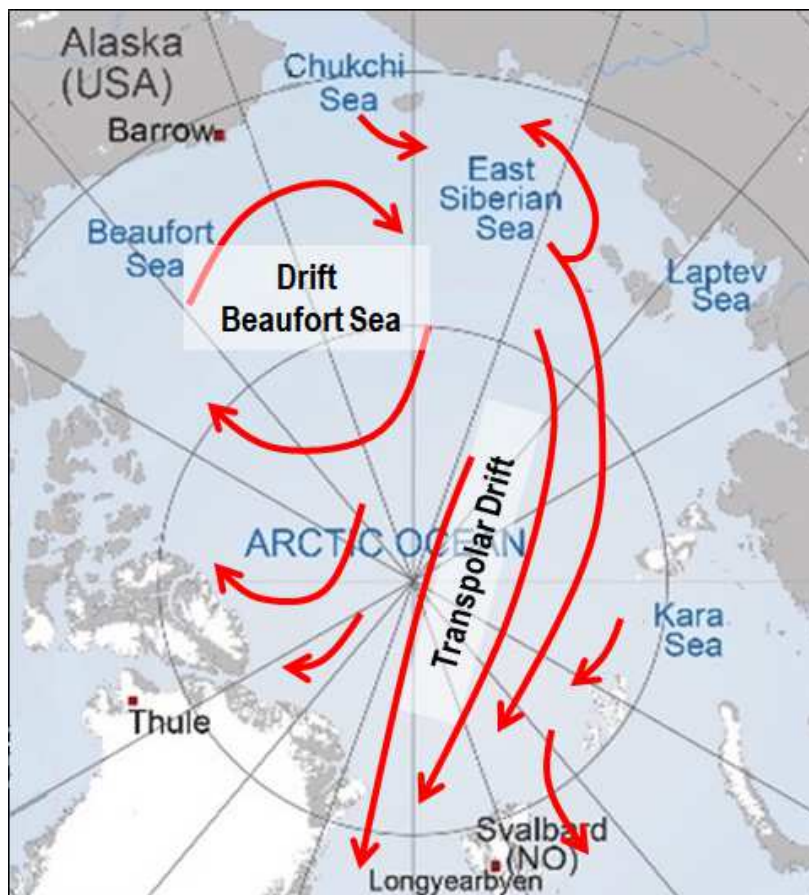 Alaska
(USA)
Chukchi
Sea
Barrow
East
Siberian
Sea
Beaufort
Sea
Laptev
Sea
Drift
Beaufort Sea
ARCTIC OCEAN
Transpolar Drift
Kara
Sea
Thule
Svalbard
(NO)
Longyearbyen